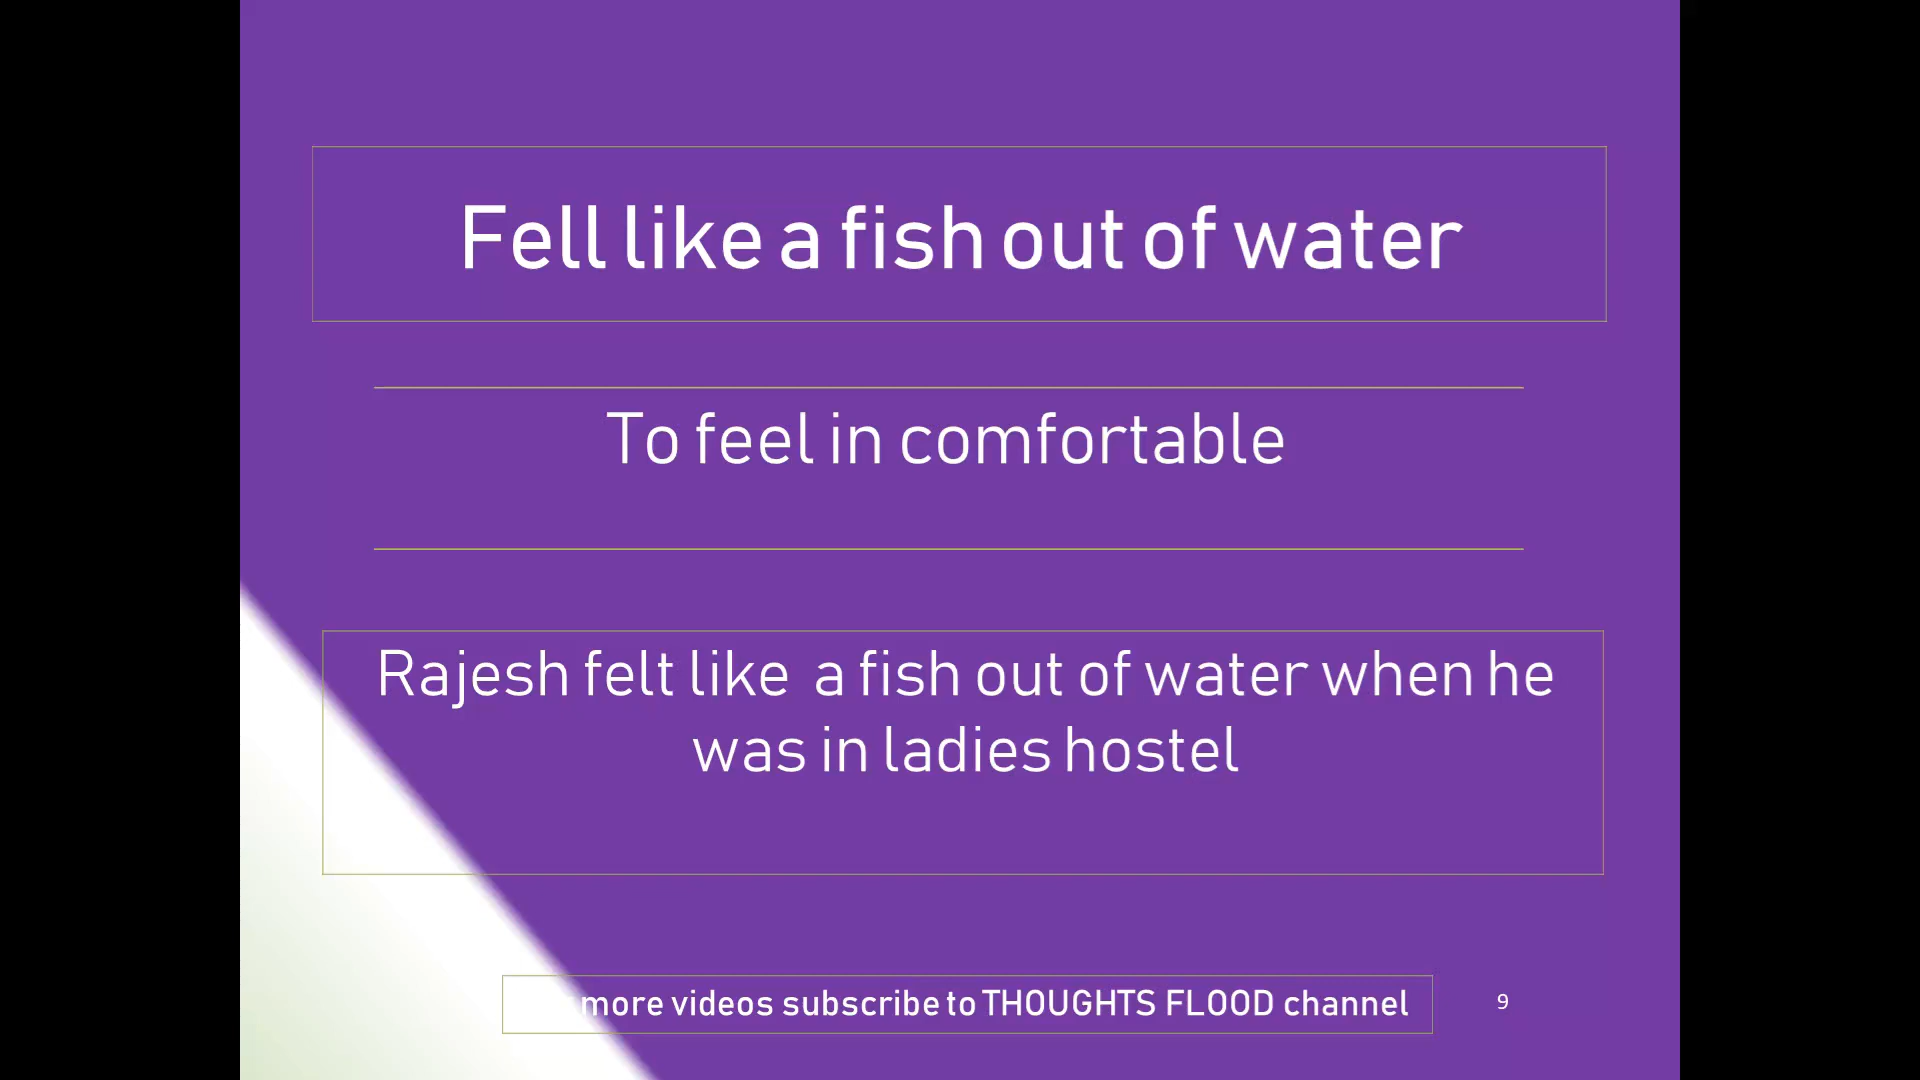 Fell like a fish out of water
To feel in comfortable
Rajesh felt like a fish out of water when he
was in ladies hostel
more videos subscribe to THOUGHTS FLOOD channel
9